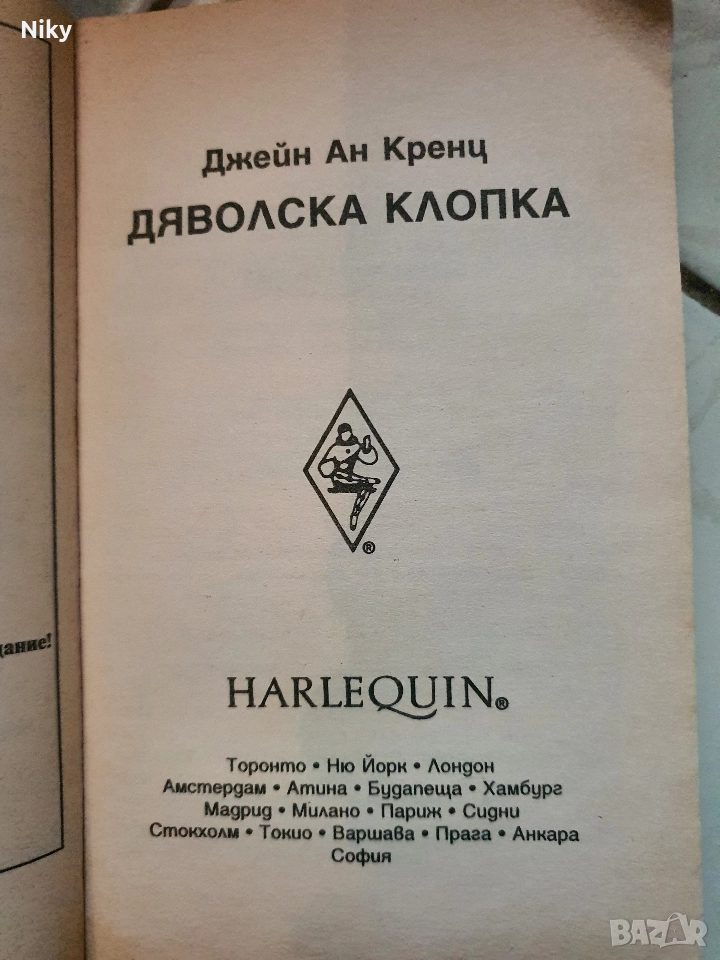 Niky
Джейн Ан Кренц
ДЯВОЛСКА КЛОПКА
®
HARLEQUIN®
Торонто • Ню Йорк • Лондон
Амстердам • Атина • Будапеща • Хамбург
Мадрид • Милано • Париж • Сидни
Стокхолм • Токио • Варшава • Прага • Анкара
София
BAZAR